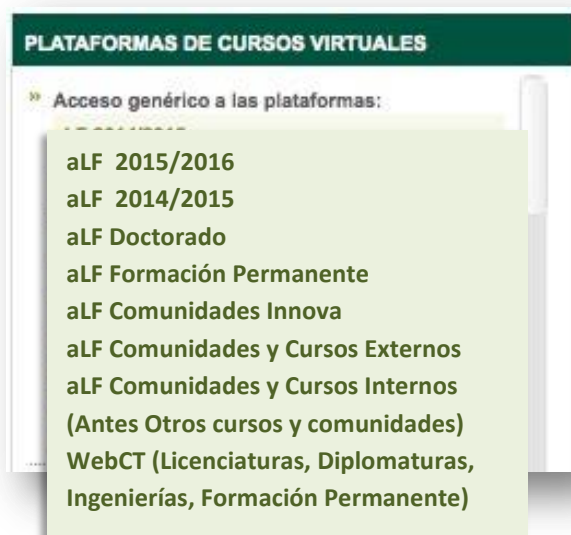 PLATAFORMAS DE CURSOS VIRTUALES
» Acceso genérico a las plataformas:
aLF 2015/2016
aLF 2014/2015
aLF Doctorado
aLF Formación Permanente
aLF Comunidades Innova
aLF Comunidades y Cursos Externos
aLF Comunidades y Cursos Internos
(Antes Otros cursos y comunidades)
WebCT (Licenciaturas, Diplomaturas,
Ingenierías, Formación Permanente)